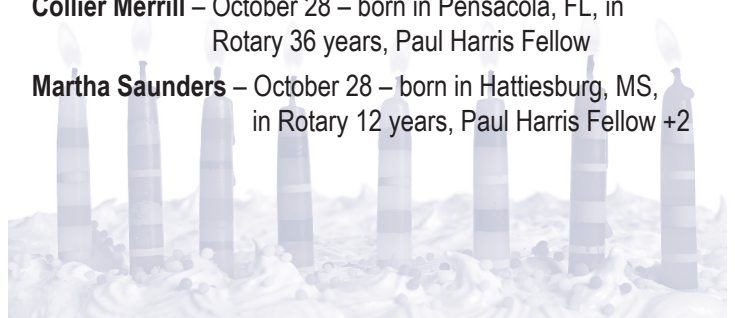 Collier Merrill – October 28 – born in Pensacola, FL, in
Rotary 36 years, Paul Harris Fellow
Martha Saunders – October 28 – born in Hattiesburg, MS,
in Rotary 12 years, Paul Harris Fellow +2